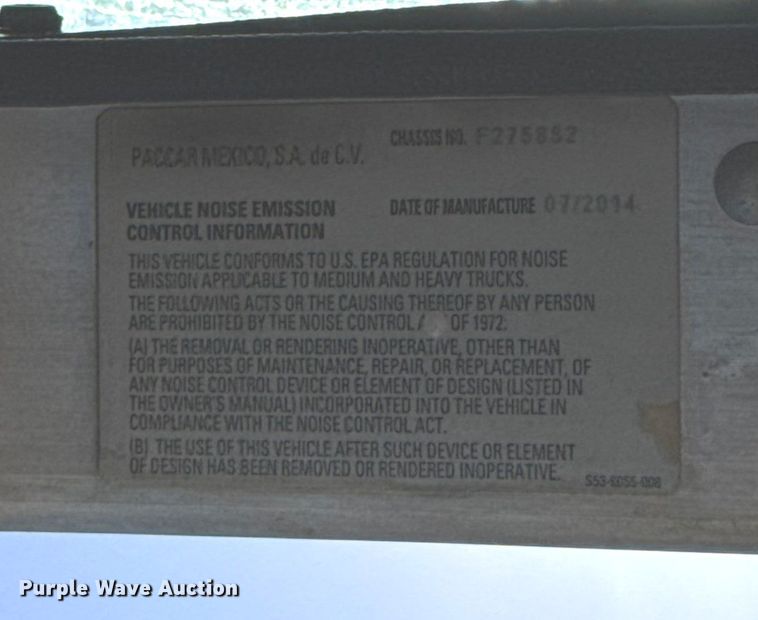 PACCAR MEXICO, S.A. de C.V.
CHASSIS NO. F275852
VEHICLE NOISE EMISSION
CONTROL INFORMATION
DATE OF MANUFACTURE 07/2014
THIS VEHICLE CONFORMS TO U.S. EPA REGULATION FOR NOISE
EMISSION APPLICABLE TO MEDIUM AND HEAVY TRUCKS.
THE FOLLOWING ACTS OR THE CAUSING THEREOF BY ANY PERSON
ARE PROHIBITED BY THE NOISE CONTROL OF 1972:
(A) THE REMOVAL OR RENDERING INOPERATIVE, OTHER THAN
FOR PURPOSES OF MAINTENANCE, REPAIR, OR REPLACEMENT, OF
ANY NOISE CONTROL DEVICE OR ELEMENT OF DESIGN (LISTED IN
THE OWNER'S MANUAL) INCORPORATED INTO THE VEHICLE IN
COMPLIANCE WITH THE NOISE CONTROL ACT.
(B) THE USE OF THIS VEHICLE AFTER SUCH DEVICE OR ELEMENT
OF DESIGN HAS BEEN REMOVED OR RENDERED INOPERATIVE.
S53-6055-008
Purple Wave Auction